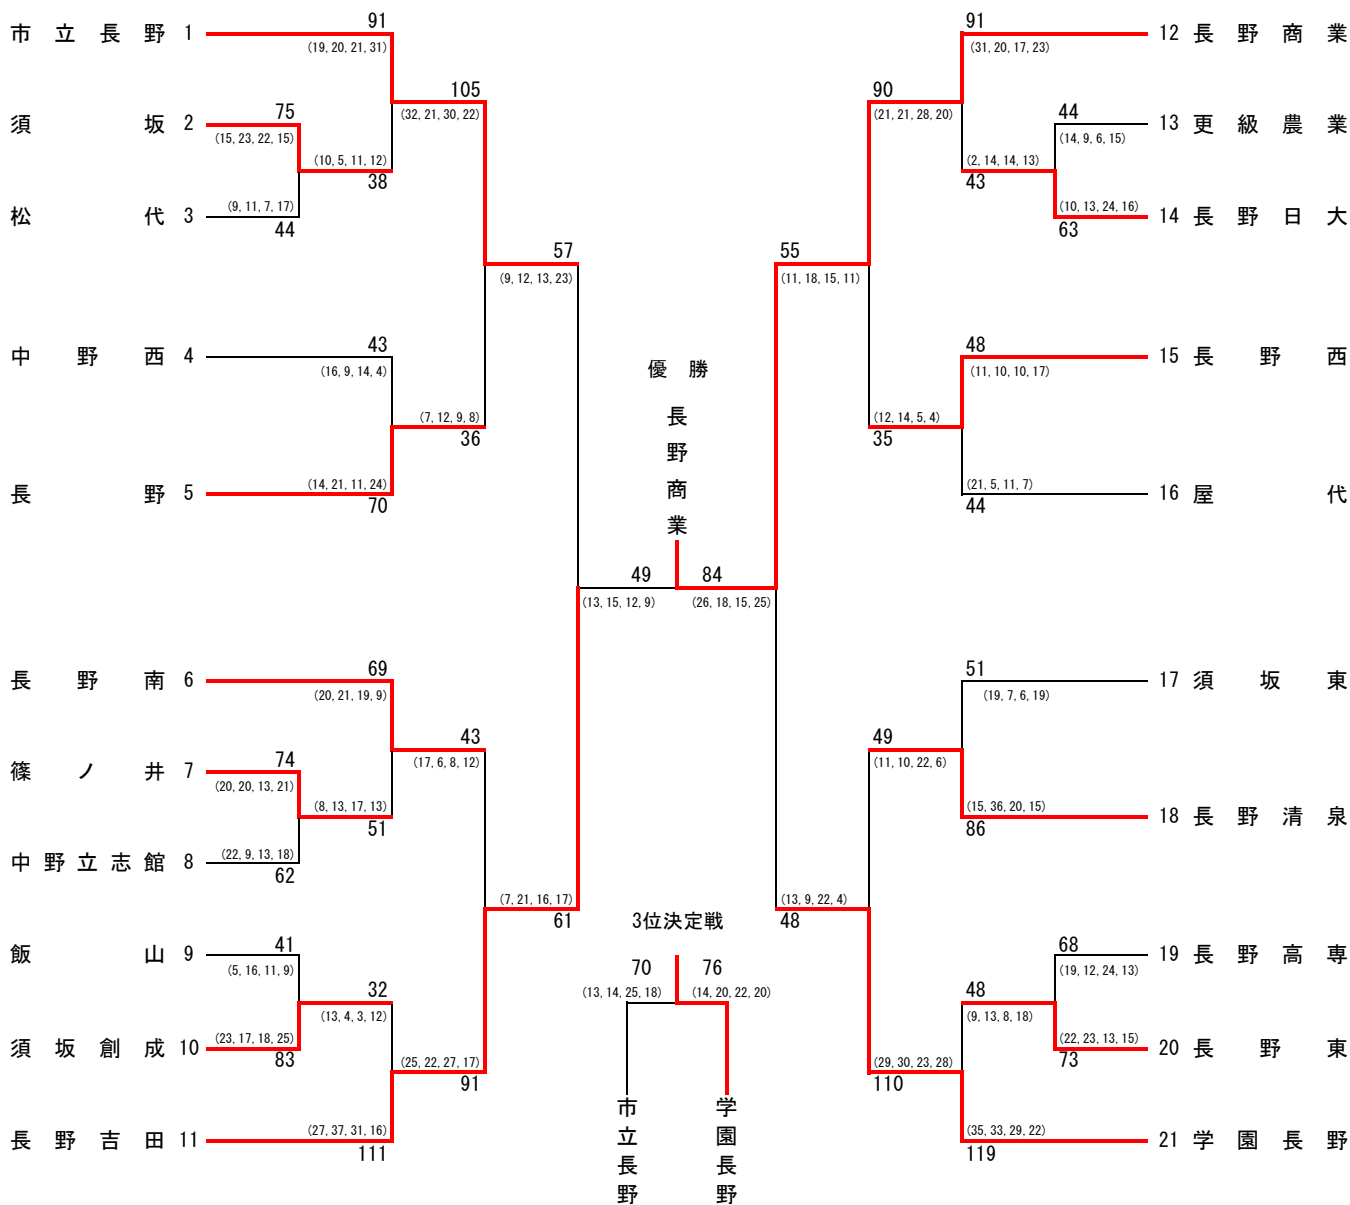 市立長野 1
91
(19, 20, 21, 31)
須坂 2
75
(15, 23, 22, 15)
松代 3
(9, 11, 7, 17)
44
(10, 5, 11, 12)
38
105
(32, 21, 30, 22)
中野西 4
43
(16, 9, 14, 4)
長野 5
(14, 21, 11, 24)
70
(7, 12, 9, 8)
36
57
(9, 12, 13, 23)
長野南 6
69
(20, 21, 19, 9)
篠ノ井 7
74
(20, 20, 13, 21)
中野立志館 8
(22, 9, 13, 18)
62
(8, 13, 17, 13)
51
43
(17, 6, 8, 12)
飯山 9
41
(5, 16, 11, 9)
須坂創成 10
(23, 17, 18, 25)
83
32
(13, 4, 3, 12)
長野吉田 11
(27, 37, 31, 16)
111
(25, 22, 27, 17)
91
(7, 21, 16, 17)
61
優勝
長野商業
49
(13, 15, 12, 9)
84
(26, 18, 15, 25)
3位決定戦
70
(13, 14, 25, 18)
76
(14, 20, 22, 20)
市立長野
学園長野
91
(31, 20, 17, 23)
12 長野商業
44
(14, 9, 6, 15)
13 更級農業
(10, 13, 24, 16)
63
14 長野日大
(2, 14, 14, 13)
43
90
(21, 21, 28, 20)
48
(11, 10, 10, 17)
15 長野西
(21, 5, 11, 7)
44
16 屋代
(12, 14, 5, 4)
35
55
(11, 18, 15, 11)
51
(19, 7, 6, 19)
17 須坂東
(15, 36, 20, 15)
86
18 長野清泉
49
(11, 10, 22, 6)
68
(19, 12, 24, 13)
19 長野高専
(22, 23, 13, 15)
73
20 長野東
48
(9, 13, 8, 18)
(35, 33, 29, 22)
119
21 学園長野
(29, 30, 23, 28)
110
(13, 9, 22, 4)
48